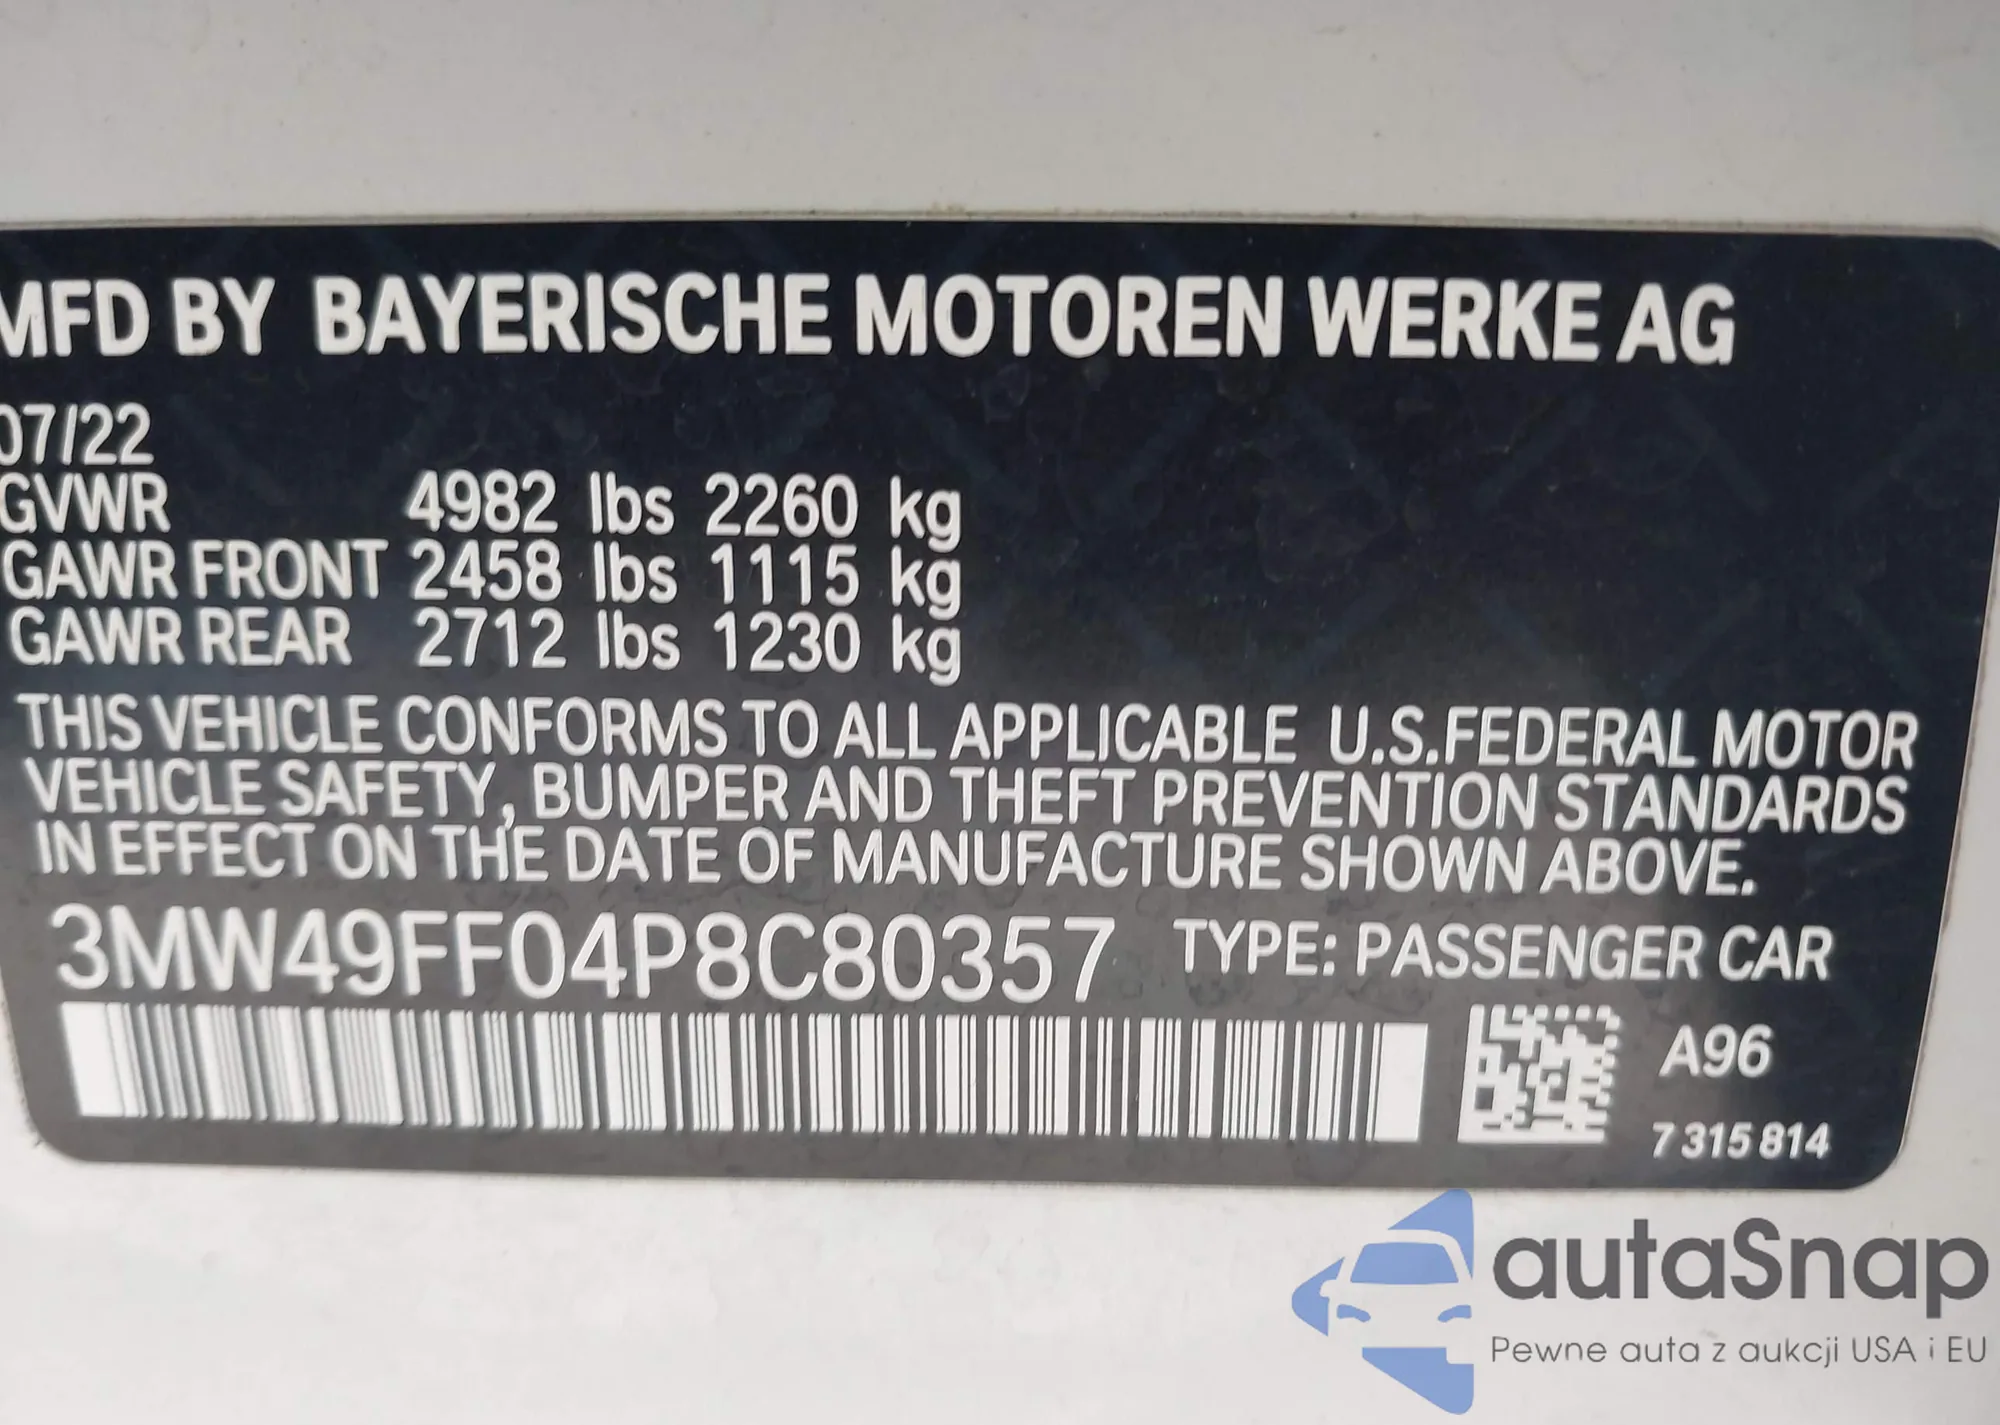 MFD BY BAYERISCHE MOTOREN WERKE AG
07/22
GVWR 4982 lbs 2260 kg
GAWR FRONT 2458 lbs 1115 kg
GAWR REAR 2712 lbs 1230 kg
THIS VEHICLE CONFORMS TO ALL APPLICABLE U.S.FEDERAL MOTOR
VEHICLE SAFETY, BUMPER AND THEFT PREVENTION STANDARDS
IN EFFECT ON THE DATE OF MANUFACTURE SHOWN ABOVE.
3MW49FF04P8C80357 TYPE: PASSENGER CAR
A96
7 315 814
autaSnap
Pewne auta z aukcji USA i EU